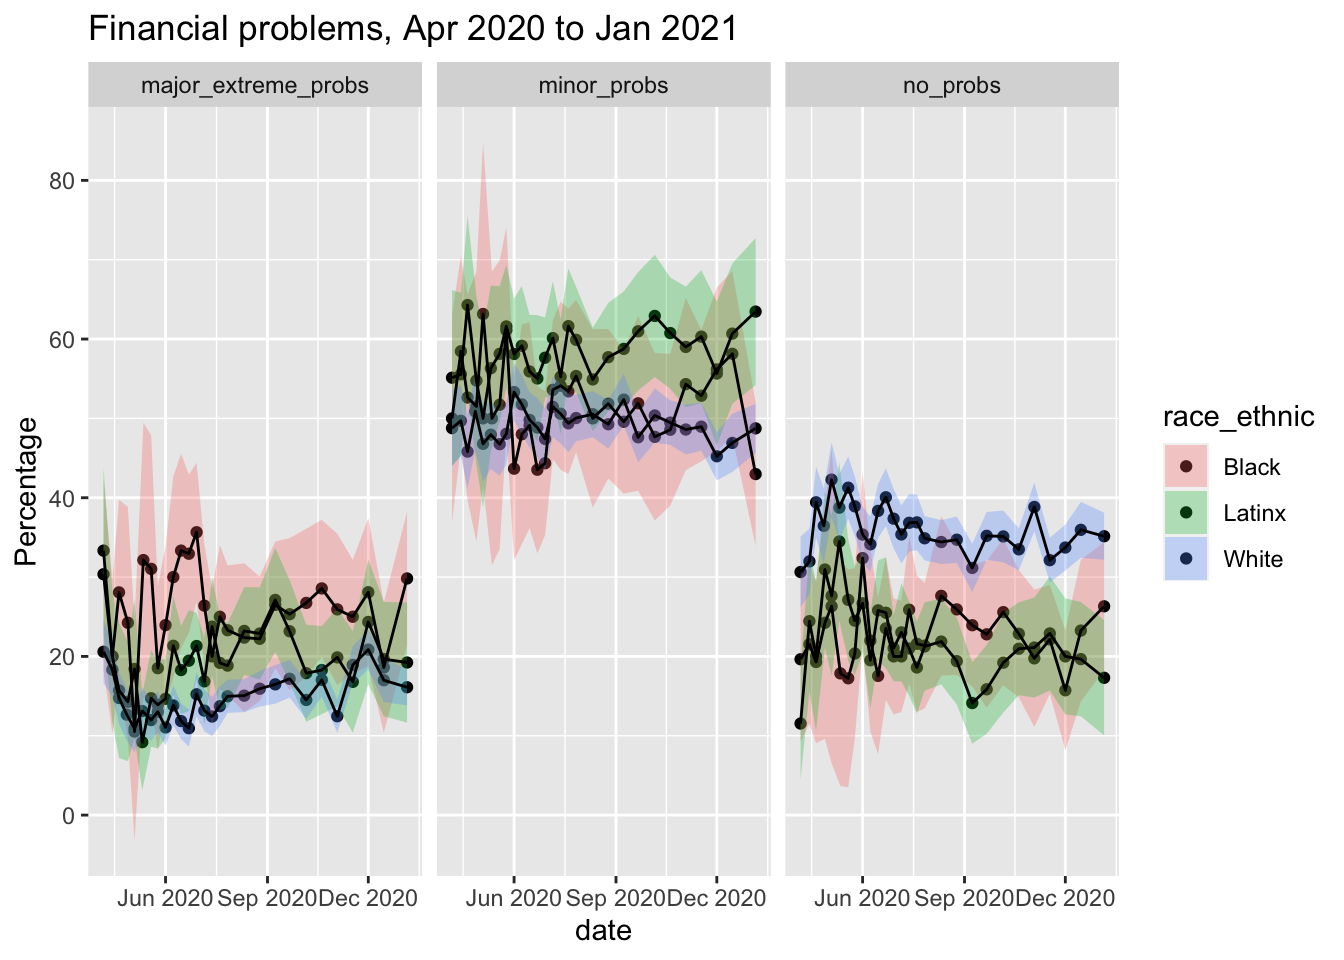 Financial problems, Apr 2020 to Jan 2021
major_extreme_probs
minor_probs
no_probs
80
60
40
20
0
Percentage
Jun 2020 Sep 2020 Dec 2020
Jun 2020 Sep 2020 Dec 2020
Jun 2020 Sep 2020 Dec 2020
date
race_ethnic
Black
Latinx
White